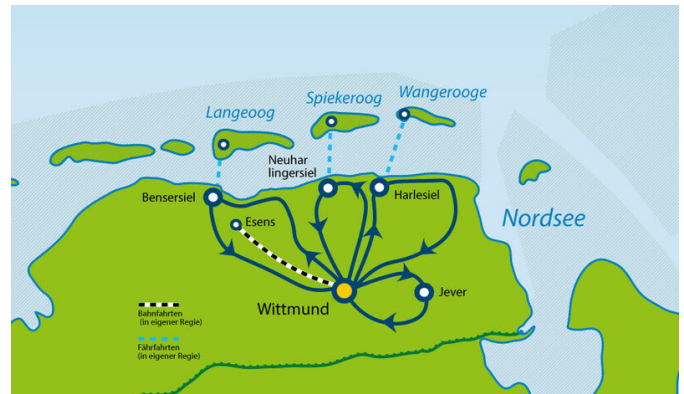 Wangerooge
Spiekeroog
Langeoog
Neuhar
lingersiel
Bensersiel
Harlesiel
Esens
Nordsee
Jever
Wittmund
Bahnfahrten
(in eigener Regie)
Fährfahrten
(in eigener Regie)